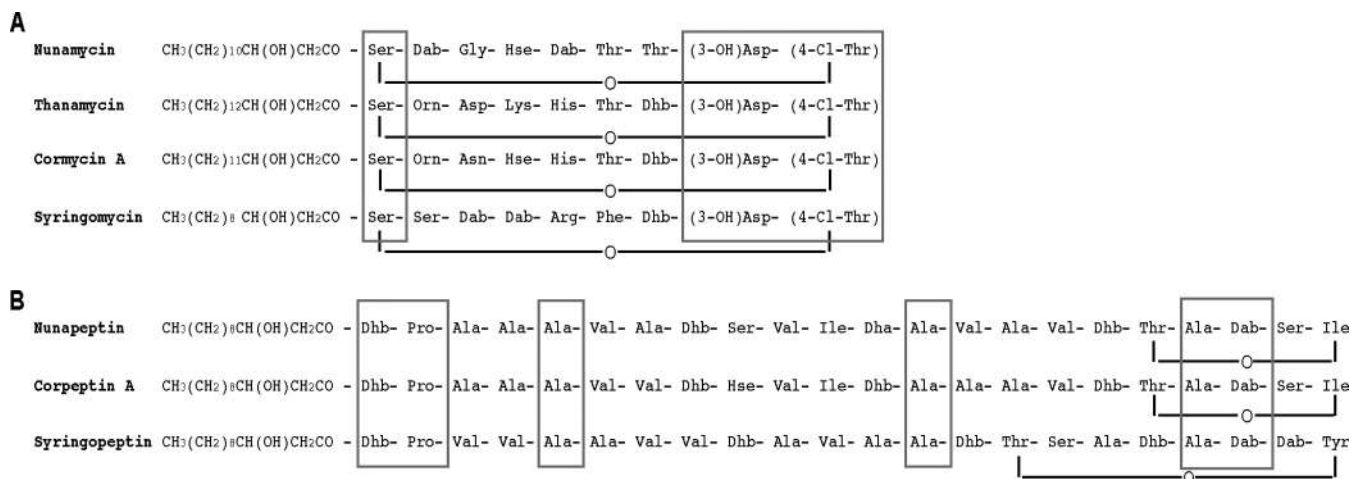 A
Nunamycin CH3(CH2)10CH(OH)CH2CO - Ser- Dab- Gly- Hse- Dab- Thr- Thr- (3-OH)Asp- (4-Cl-Thr)
O
Thanamycin CH3(CH2)12CH(OH)CH2CO - Ser- Orn- Asp- Lys- His- Thr- Dhb- (3-OH)Asp- (4-Cl-Thr)
O
Cormycin A CH3(CH2)11CH(OH)CH2CO - Ser- Orn- Asn- Hse- His- Thr- Dhb- (3-OH)Asp- (4-Cl-Thr)
O
Syringomycin CH3(CH2)8 CH(OH)CH2CO - Ser- Ser- Dab- Dab- Arg- Phe- Dhb- (3-OH)Asp- (4-Cl-Thr)
O
B
Nunapeptin CH3(CH2)8CH(OH)CH2CO - Dhb- Pro- Ala- Ala- Ala- Val- Ala- Dhb- Ser- Val- Ile- Dha- Ala- Val- Ala- Val- Dhb- Thr- Ala- Dab- Ser- Ile
O
Corpeptin A CH3(CH2)8CH(OH)CH2CO - Dhb- Pro- Ala- Ala- Ala- Val- Val- Dhb- Hse- Val- Ile- Dhb- Ala- Ala- Ala- Val- Dhb- Thr- Ala- Dab- Ser- Ile
O
Syringopeptin CH3(CH2)8CH(OH)CH2CO - Dhb- Pro- Val- Val- Ala- Ala- Val- Val- Dhb- Ala- Val- Ala- Ala- Dhb- Thr- Ser- Ala- Dhb- Ala- Dab- Dab- Tyr
O